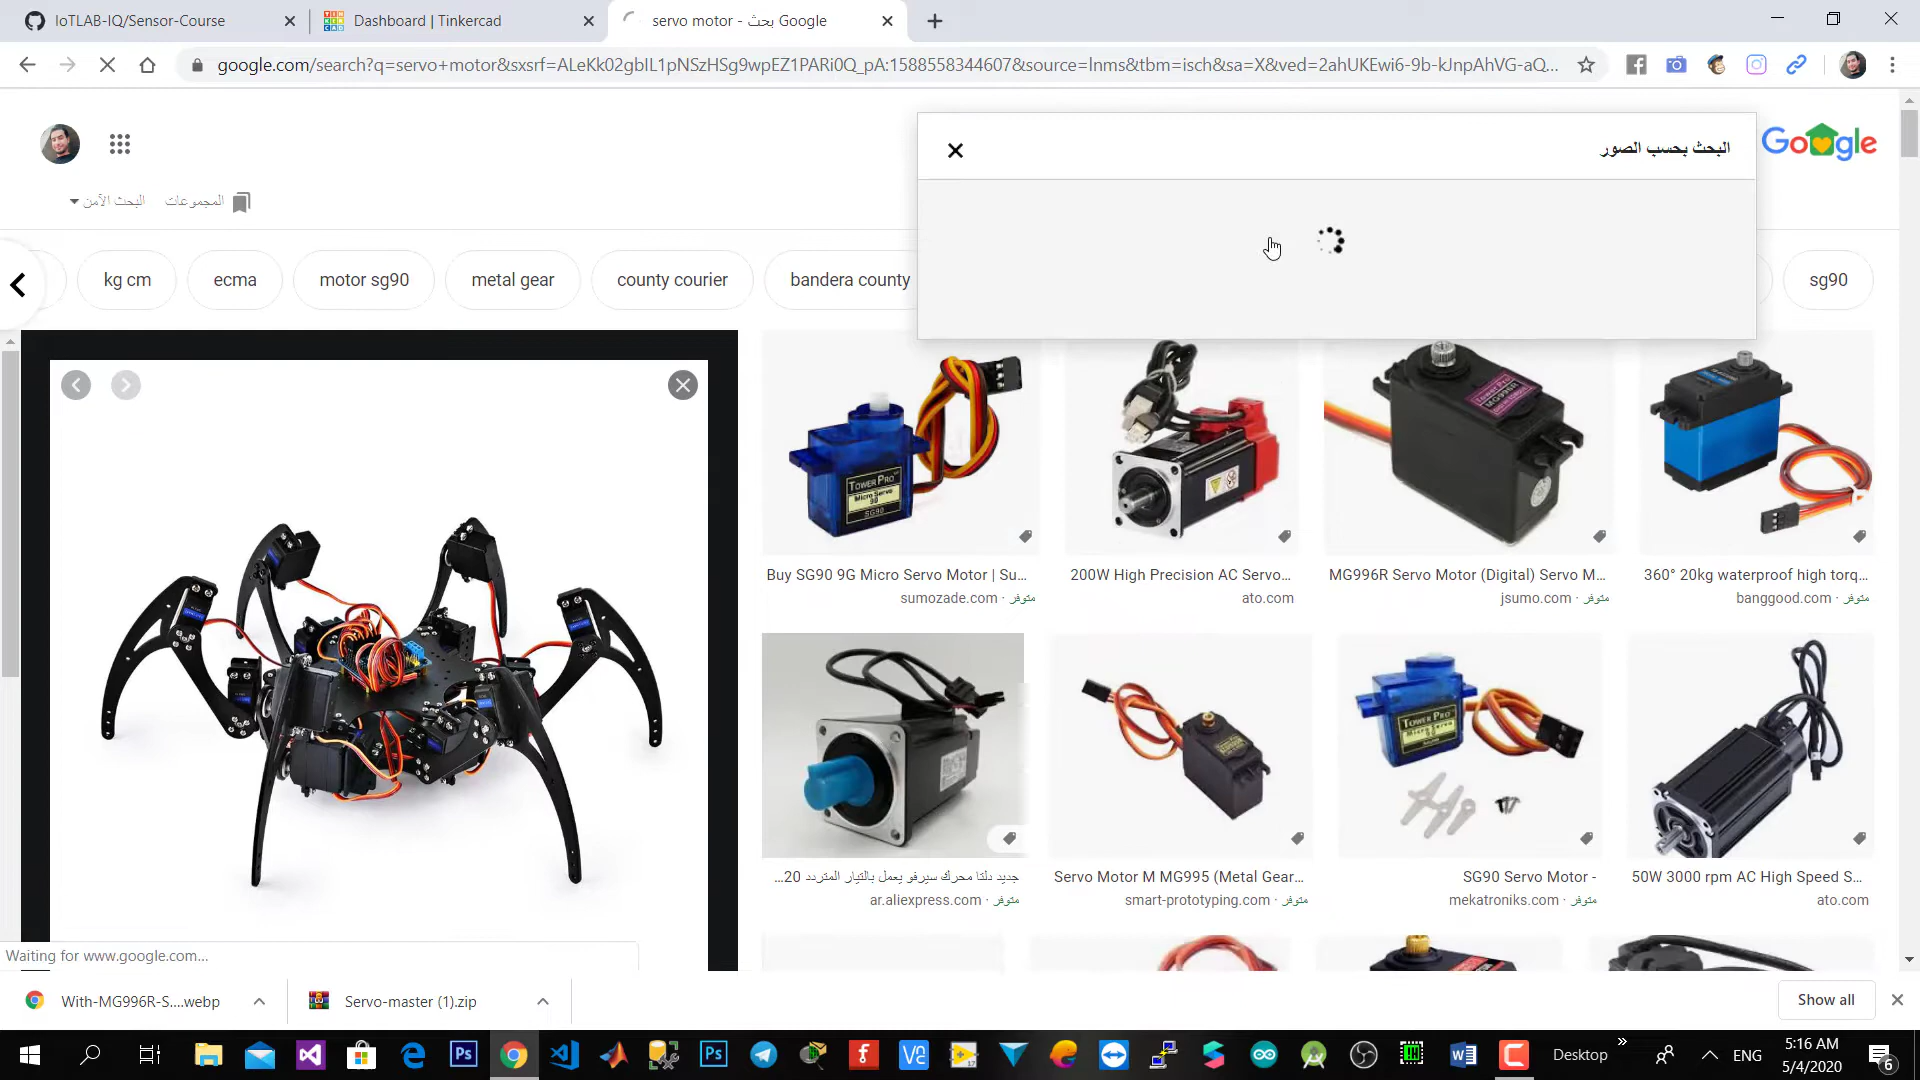 IoTLAB-IQ/Sensor-Course
Dashboard | Tinkercad
servo motor - بحث Google
google.com/search?q=servo+motor&sxsrf=ALeKk02gbIL1pNSzHSg9wpEZ1PARi0Q_pA:1588558344607&source=lnms&tbm=isch&sa=X&ved=2ahUKEwi6-9b-kJnpAhVG-aQ...
البحث بحسب الصور
Google
البحث الآمن
المجموعات
kg cm
ecma
motor sg90
metal gear
county courier
bandera county
sg90
TOWER PRO
Micro Servo
SG90
Buy SG90 9G Micro Servo Motor | Su...
sumozade.com · متوفر
200W High Precision AC Servo...
ato.com
MG996R Servo Motor (Digital) Servo M...
jsumo.com · متوفر
360° 20kg waterproof high torq...
banggood.com · متوفر
جديد دلتا محرك سيرفو يعمل بالتيار المتردد 20...
ar.aliexpress.com · متوفر
Servo Motor M MG995 (Metal Gear...
smart-prototyping.com · متوفر
SG90 Servo Motor -
mekatroniks.com · متوفر
50W 3000 rpm AC High Speed S...
ato.com
Waiting for www.google.com...
With-MG996R-S....webp
Servo-master (1).zip
Show all
Desktop
ENG
5:16 AM
5/4/2020
6